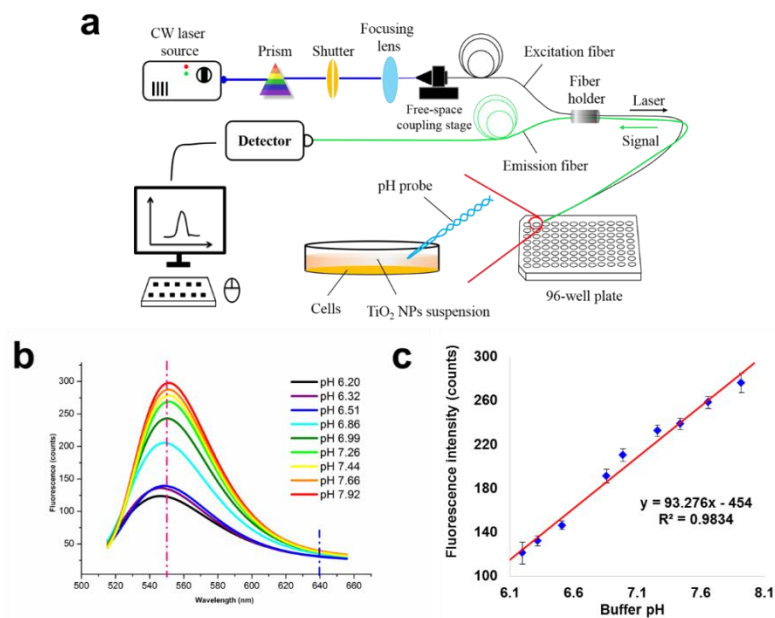 a
CW laser
source
Prism
Shutter
Focusing
lens
Excitation fiber
Free-space
coupling stage
Fiber
holder
Laser
Signal
Detector
Emission fiber
pH probe
Cells
TiO₂ NPs suspension
96-well plate
b
Fluorescence (counts)
300
250
200
150
100
50
500 520 540 560 580 600 620 640 660
Wavelength (nm)
pH 6.20
pH 6.32
pH 6.51
pH 6.86
pH 6.99
pH 7.26
pH 7.44
pH 7.66
pH 7.92
c
Fluorescence intensity (counts)
300
260
220
180
140
100
y = 93.276x - 454
R² = 0.9834
6.1 6.6 7.1 7.6 8.1
Buffer pH